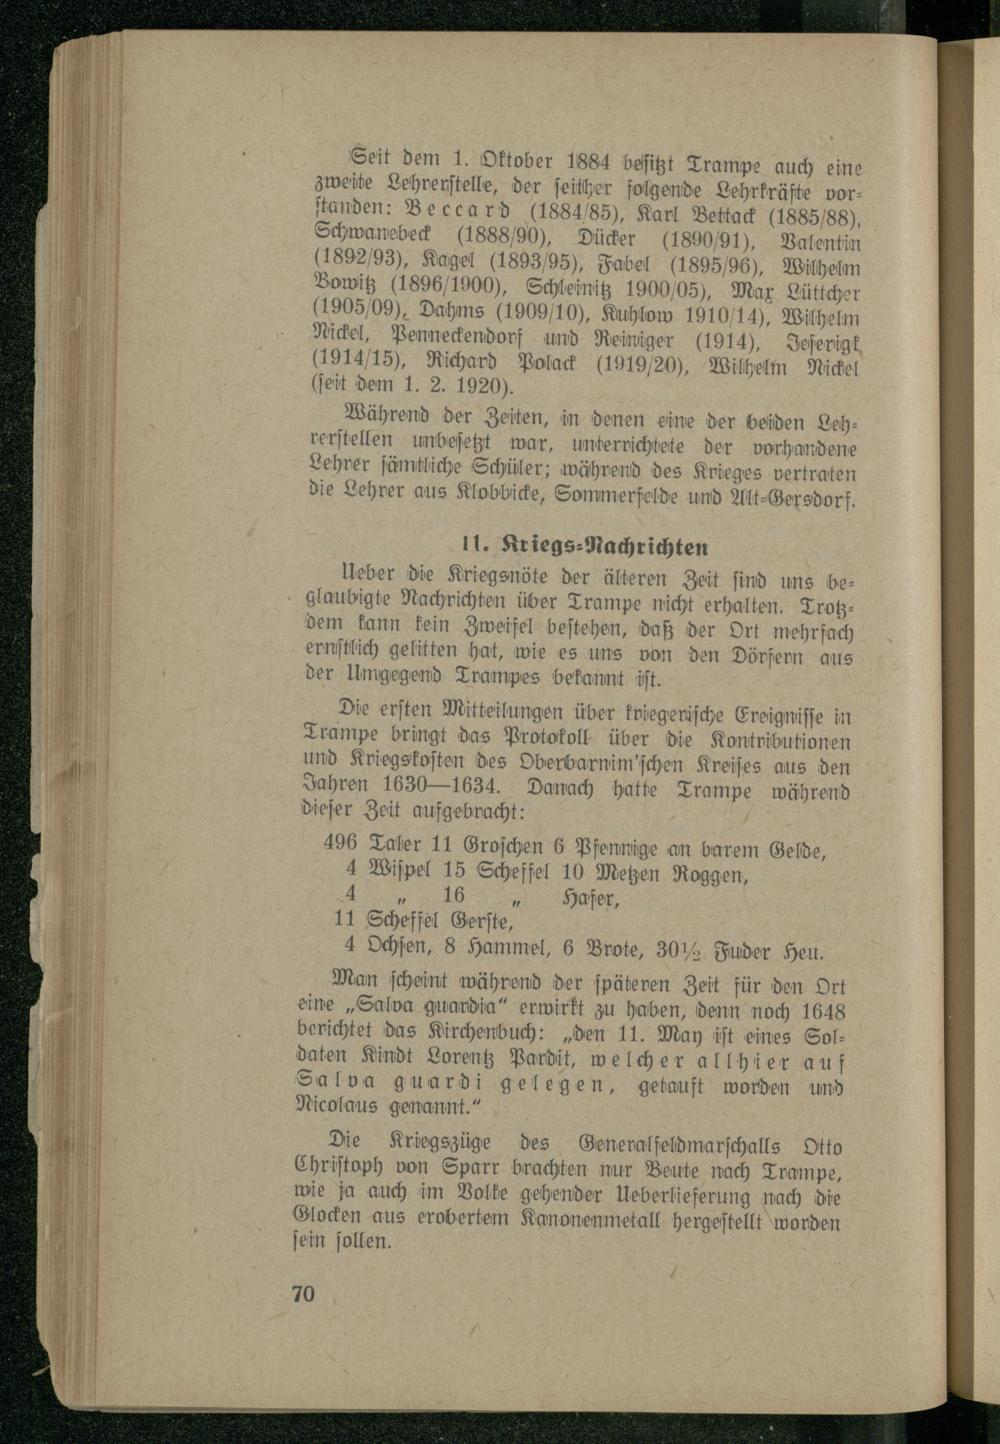 Seit dem 1. Oktober 1884 besitzt Trampe auch eine
zweite Lehrerstelle, der seither folgende Lehrkräfte vor-
standen: Beccard (1884/85), Karl Bettack (1885/88),
Schwanebeck (1888/90), Dücker (1890/91), Valentin
(1892/93), Kagel (1893/95), Fabel (1895/96), Wilhelm
Bowitz (1896/1900), Schleinitz 1900/05), Max Lüttcher
(1905/09), Dahms (1909/10), Kuhlow 1910/14), Wilhelm
Nickel, Penneckendorf und Reiniger (1914), Jeserigk
(1914/15), Richard Polack (1919/20), Wilhelm Nickel
(seit dem 1. 2. 1920).
Während der Zeiten, in denen eine der beiden Leh-
rerstellen unbesetzt war, unterrichtete der vorhandene
Lehrer sämtliche Schüler; während des Krieges vertraten
die Lehrer aus Klobbicke, Sommerfelde und Alt-Gersdorf.
11. Kriegs-Nachrichten
Ueber die Kriegsnöte der älteren Zeit sind uns be-
glaubigte Nachrichten über Trampe nicht erhalten. Trotz-
dem kann kein Zweifel bestehen, daß der Ort mehrfach
ernstlich gelitten hat, wie es uns von den Dörfern aus
der Umgegend Trampes bekannt ist.
Die ersten Mitteilungen über kriegerische Ereignisse in
Trampe bringt das Protokoll über die Kontributionen
und Kriegskosten des Oberbarnim'schen Kreises aus den
Jahren 1630—1634. Danach hatte Trampe während
dieser Zeit aufgebracht:
496 Taler 11 Groschen 6 Pfennige an barem Gelde,
4 Wispel 15 Scheffel 10 Metzen Roggen,
4 „ 16 „ Hafer,
11 Scheffel Gerste,
4 Ochsen, 8 Hammel, 6 Brote, 30½ Fuder Heu.
Man scheint während der späteren Zeit für den Ort
eine „Salva guardia“ erwirkt zu haben, denn noch 1648
berichtet das Kirchenbuch: „den 11. May ist eines Sol-
daten Kindt Lorentz Pardit, welcher allhier auf
Salva guardi gelegen, getauft worden und
Nicolaus genannt.“
Die Kriegszüge des Generalfeldmarschalls Otto
Christoph von Sparr brachten nur Beute nach Trampe,
wie ja auch im Volke gehender Ueberlieferung nach die
Glocken aus erobertem Kanonenmetall hergestellt worden
sein sollen.
70